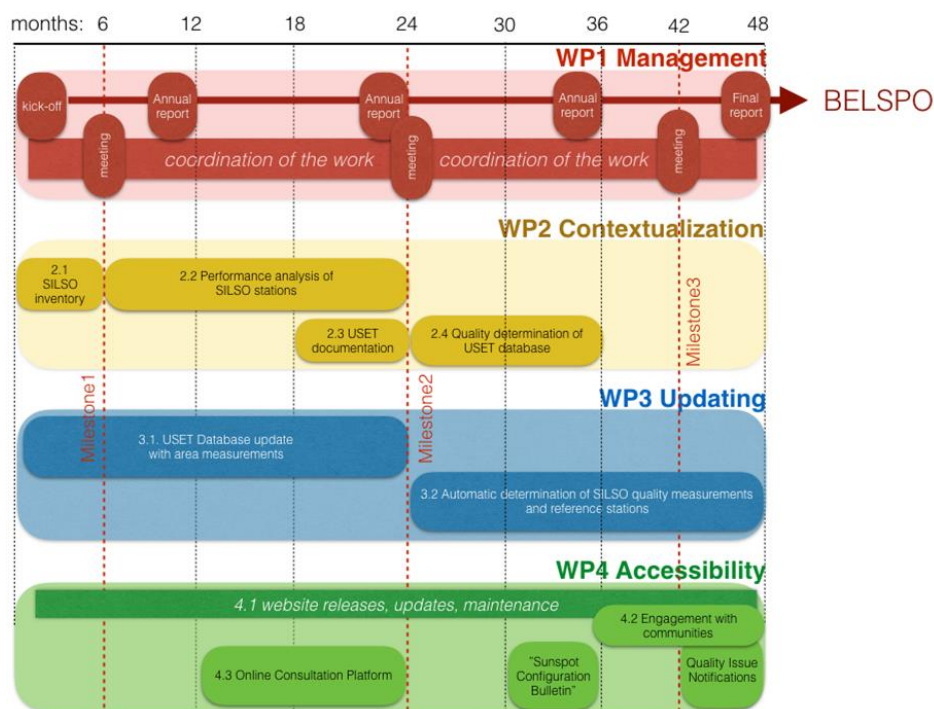 months: 6 12 18 24 30 36 42 48
WP1 Management
kick-off
Annual
report
Annual
report
Annual
report
Final
report
BELSPO
meeting
meeting
meeting
coordination of the work
coordination of the work
WP2 Contextualization
2.1
SILSO
inventory
2.2 Performance analysis of
SILSO stations
2.3 USET
documentation
2.4 Quality determination of
USET database
Milestone3
Milestone1
Milestone2
WP3 Updating
3.1. USET Database update
with area measurements
3.2 Automatic determination of SILSO quality measurements
and reference stations
WP4 Accessibility
4.1 website releases, updates, maintenance
4.2 Engagement with
communities
4.3 Online Consultation Platform
"Sunspot
Configuration
Bulletin"
Quality Issue
Notifications